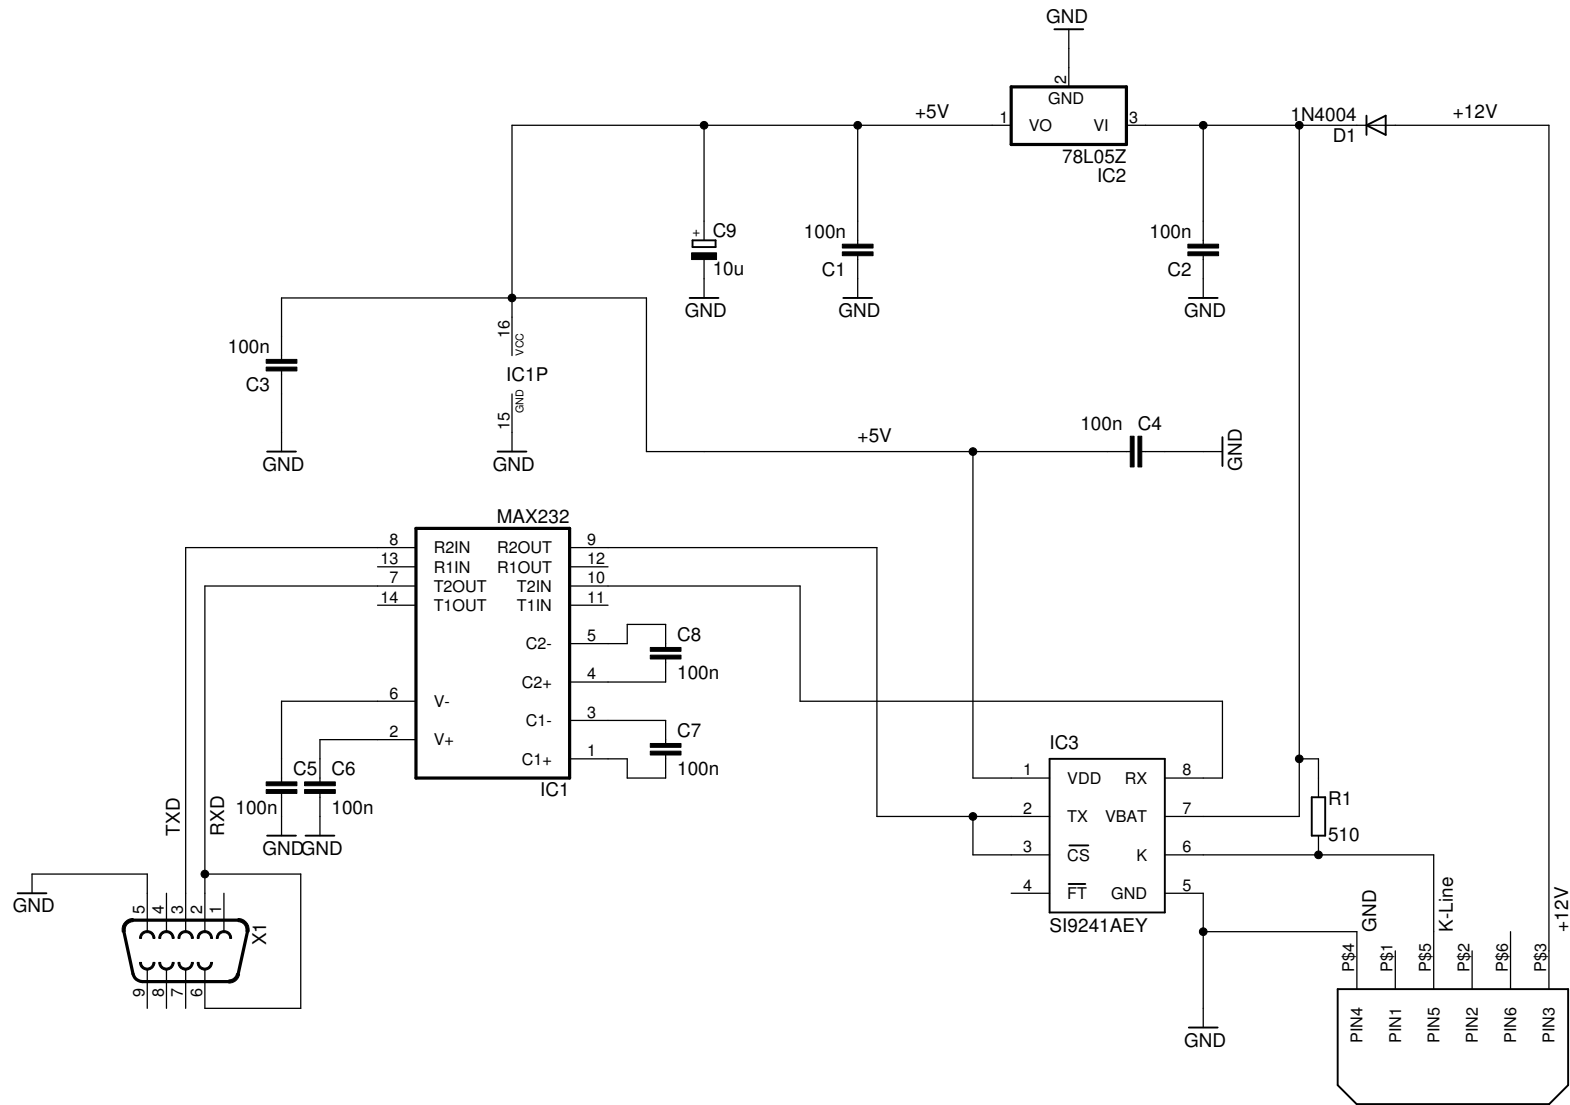 GND
2
GND
+5V
1
VO
VI
3
1N4004
D1
+12V
78L05Z
IC2
+
C9
10u
GND
100n
C1
GND
100n
C2
GND
100n
C3
GND
16
VCC
IC1P
GND
15
GND
+5V
100n
C4
GND
MAX232
8
R2IN
R2OUT
9
13
R1IN
R1OUT
12
7
T2OUT
T2IN
10
14
T1OUT
T1IN
11
C2-
5
C8
C2+
4
100n
6
V-
C1-
3
C7
2
V+
C1+
1
100n
IC1
C5
C6
100n
100n
GND
GND
TXD
RXD
GND
5
4
3
2
1
X1
9
8
7
6
IC3
1
VDD
RX
8
2
TX
VBAT
7
3
CS
K
6
4
FT
GND
5
SI9241AEY
R1
510
GND
GND
K-Line
+12V
P$4
P$1
P$5
P$2
P$6
P$3
PIN4
PIN1
PIN5
PIN2
PIN6
PIN3